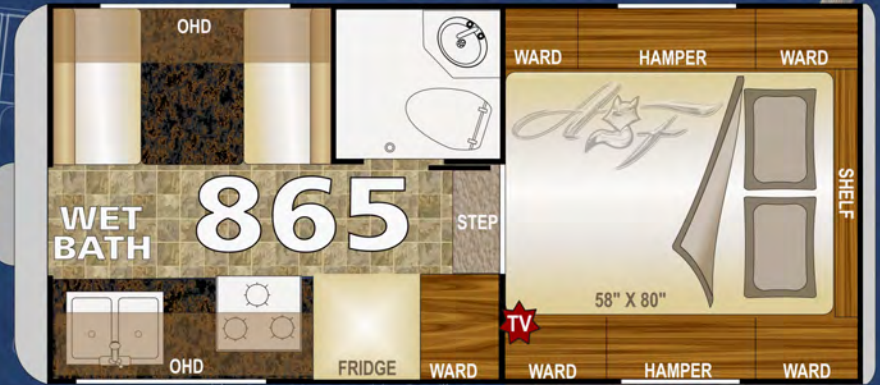 OHD
WARD HAMPER WARD
WET BATH 865
STEP
SHELF
58" X 80"
TV
OHD
FRIDGE
WARD
WARD HAMPER WARD